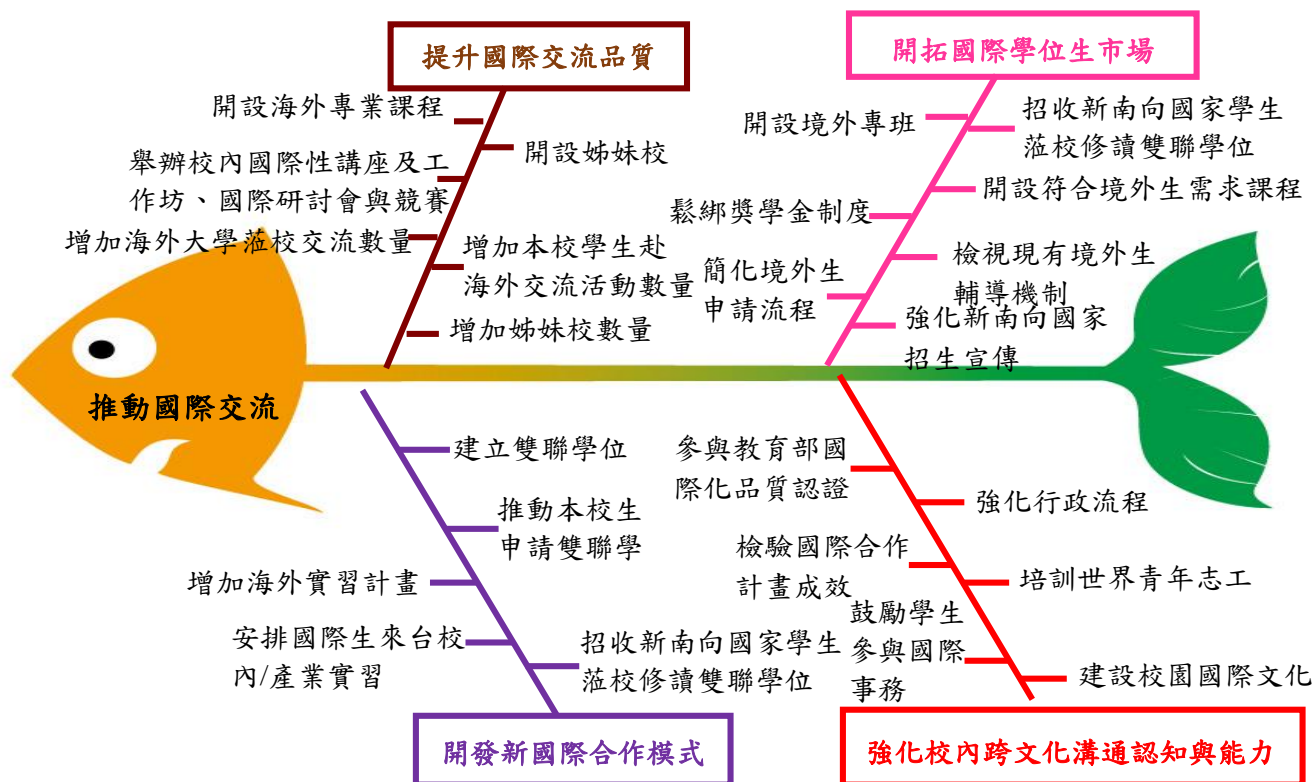 提升國際交流品質
開設海外專業課程
開設姊妹校
舉辦校內國際性講座及工
作坊、國際研討會與競賽
增加海外大學蒞校交流數量
增加本校學生赴
海外交流活動數量
增加姊妹校數量
開拓國際學位生市場
開設境外專班
招收新南向國家學生
蒞校修讀雙聯學位
開設符合境外生需求課程
鬆綁獎學金制度
檢視現有境外生
輔導機制
簡化境外生
申請流程
強化新南向國家
招生宣傳
推動國際交流
建立雙聯學位
推動本校生
申請雙聯學
增加海外實習計畫
安排國際生來台校
內/產業實習
招收新南向國家學生
蒞校修讀雙聯學位
開發新國際合作模式
參與教育部國
際化品質認證
強化行政流程
檢驗國際合作
計畫成效
培訓世界青年志工
鼓勵學生
參與國際
事務
建設校園國際文化
強化校內跨文化溝通認知與能力